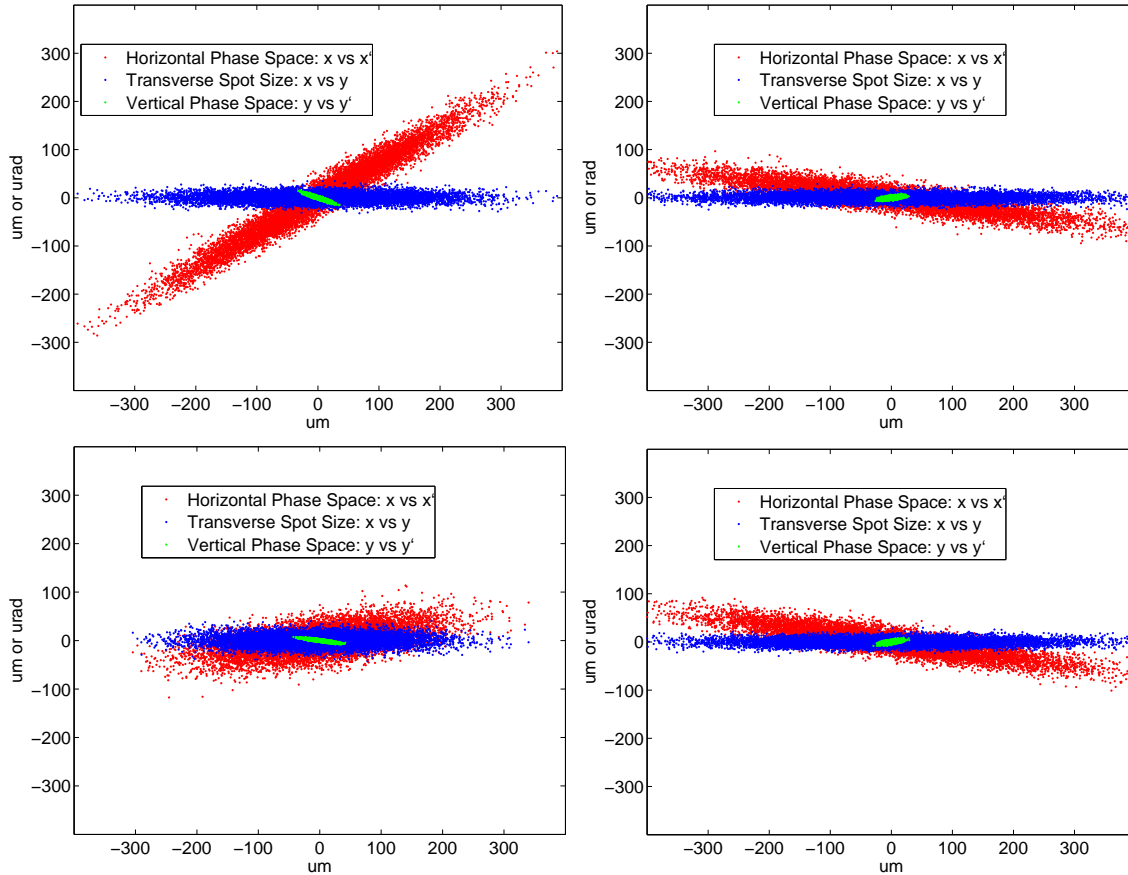 300
200
100
0
−100
−200
−300
um or urad
Horizontal Phase Space: x vs x‘
Transverse Spot Size: x vs y
Vertical Phase Space: y vs y‘
−300 −200 −100 0 100 200 300
um
300
200
100
0
−100
−200
−300
um or rad
Horizontal Phase Space: x vs x‘
Transverse Spot Size: x vs y
Vertical Phase Space: y vs y‘
−300 −200 −100 0 100 200 300
um
300
200
100
0
−100
−200
−300
um or urad
Horizontal Phase Space: x vs x‘
Transverse Spot Size: x vs y
Vertical Phase Space: y vs y‘
−300 −200 −100 0 100 200 300
um
300
200
100
0
−100
−200
−300
um or urad
Horizontal Phase Space: x vs x‘
Transverse Spot Size: x vs y
Vertical Phase Space: y vs y‘
−300 −200 −100 0 100 200 300
um